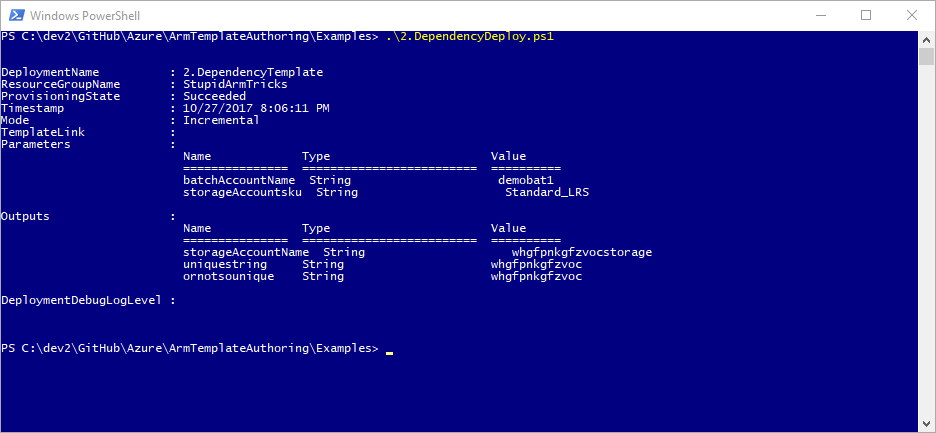 Windows PowerShell
PS C:\dev2\GitHub\Azure\ArmTemplateAuthoring\Examples> .\2.DependencyDeploy.ps1
DeploymentName          : 2.DependencyTemplate
ResourceGroupName       : StupidArmTricks
ProvisioningState       : Succeeded
Timestamp               : 10/27/2017 8:06:11 PM
Mode                    : Incremental
TemplateLink            :
Parameters              :
                          Name             Type                       Value
                          ===============  =========================  ==========
                          batchAccountName  String                     demobat1
                          storageAccountsku  String                     Standard_LRS
Outputs                 :
                          Name             Type                       Value
                          ===============  =========================  ==========
                          storageAccountName  String                     whgfpnkgfzvocstorage
                          uniquestring     String                     whgfpnkgfzvoc
                          ornotsounique    String                     whgfpnkgfzvoc
DeploymentDebugLogLevel :
PS C:\dev2\GitHub\Azure\ArmTemplateAuthoring\Examples>